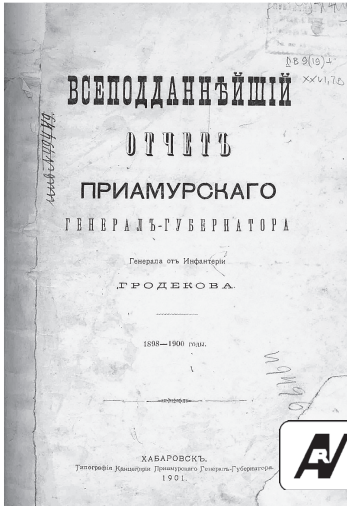 ВСЕПОДДАННѢЙШІЙ
ОТЧЕТЪ
ПРИАМУРСКАГО
ГЕНЕРАЛЪ-ГУБЕРНАТОРА
Генерала отъ Инфантеріи
ГРОДЕКОВА.
1898—1900 годы.
ХАБАРОВСКЪ.
Типографія Канцеляріи Приамурскаго Генералъ-Губернатора.
1901.